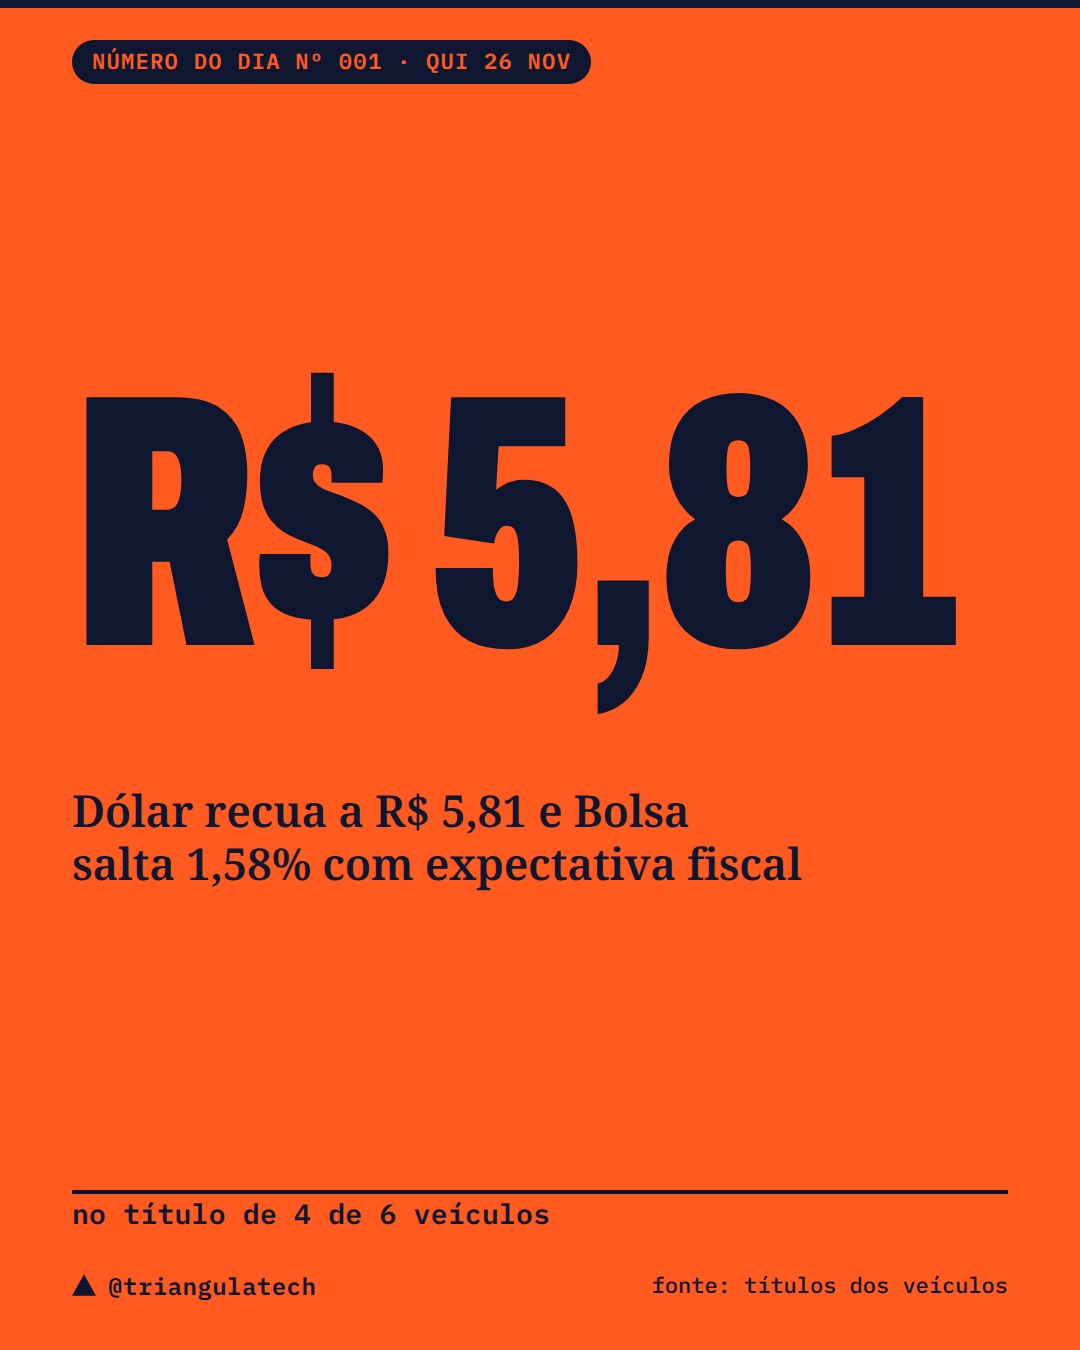 NÚMERO DO DIA Nº 001 · QUI 26 NOV
R$ 5,81
Dólar recua a R$ 5,81 e Bolsa
salta 1,58% com expectativa fiscal
no título de 4 de 6 veículos
@triangulatech
fonte: títulos dos veículos